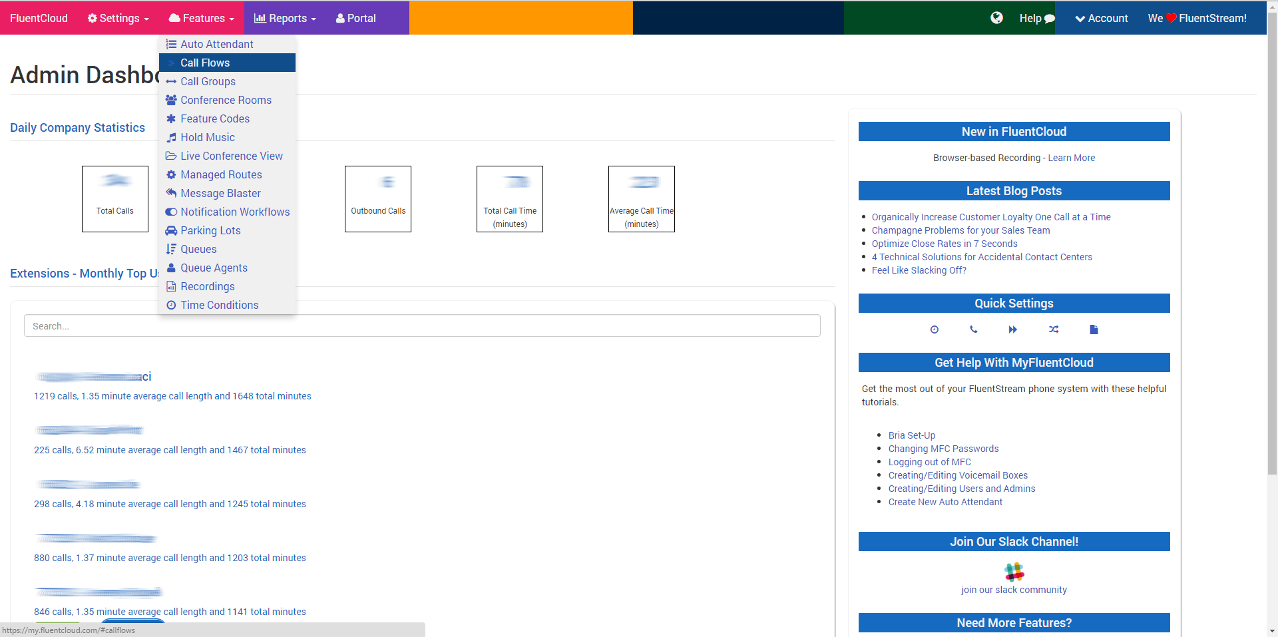 FluentCloud Settings Features Reports Portal Help Account We FluentStream!
Auto Attendant
Call Flows
Call Groups
Conference Rooms
Feature Codes
Hold Music
Live Conference View
Managed Routes
Message Blaster
Notification Workflows
Parking Lots
Queues
Queue Agents
Recordings
Time Conditions
Admin Dashbo
Daily Company Statistics
Total Calls
Outbound Calls
Total Call Time
(minutes)
Average Call Time
(minutes)
Extensions - Monthly Top Us
Search...
ci
1219 calls, 1.35 minute average call length and 1648 total minutes
225 calls, 6.52 minute average call length and 1467 total minutes
298 calls, 4.18 minute average call length and 1245 total minutes
880 calls, 1.37 minute average call length and 1203 total minutes
846 calls, 1.35 minute average call length and 1141 total minutes
https://my.fluentcloud.com/#callflows
New in FluentCloud
Browser-based Recording - Learn More
Latest Blog Posts
Organically Increase Customer Loyalty One Call at a Time
Champagne Problems for your Sales Team
Optimize Close Rates in 7 Seconds
4 Technical Solutions for Accidental Contact Centers
Feel Like Slacking Off?
Quick Settings
Get Help With MyFluentCloud
Get the most out of your FluentStream phone system with these helpful
tutorials.
Bria Set-Up
Changing MFC Passwords
Logging out of MFC
Creating/Editing Voicemail Boxes
Creating/Editing Users and Admins
Create New Auto Attendant
Join Our Slack Channel!
join our slack community
Need More Features?